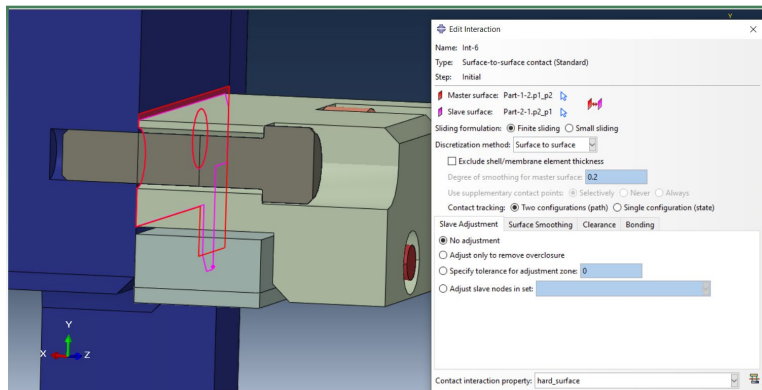 Y
Edit Interaction
Name: Int-6
Type: Surface-to-surface contact (Standard)
Step: Initial
Master surface: Part-1-2.p1_p2
Slave surface: Part-2-1.p2_p1
Sliding formulation: Finite sliding Small sliding
Discretization method: Surface to surface
Exclude shell/membrane element thickness
Degree of smoothing for master surface: 0.2
Use supplementary contact points: Selectively Never Always
Contact tracking: Two configurations (path) Single configuration (state)
Slave Adjustment Surface Smoothing Clearance Bonding
No adjustment
Adjust only to remove overclosure
Specify tolerance for adjustment zone: 0
Adjust slave nodes in set:
Y
X Z
Contact interaction property: hard_surface